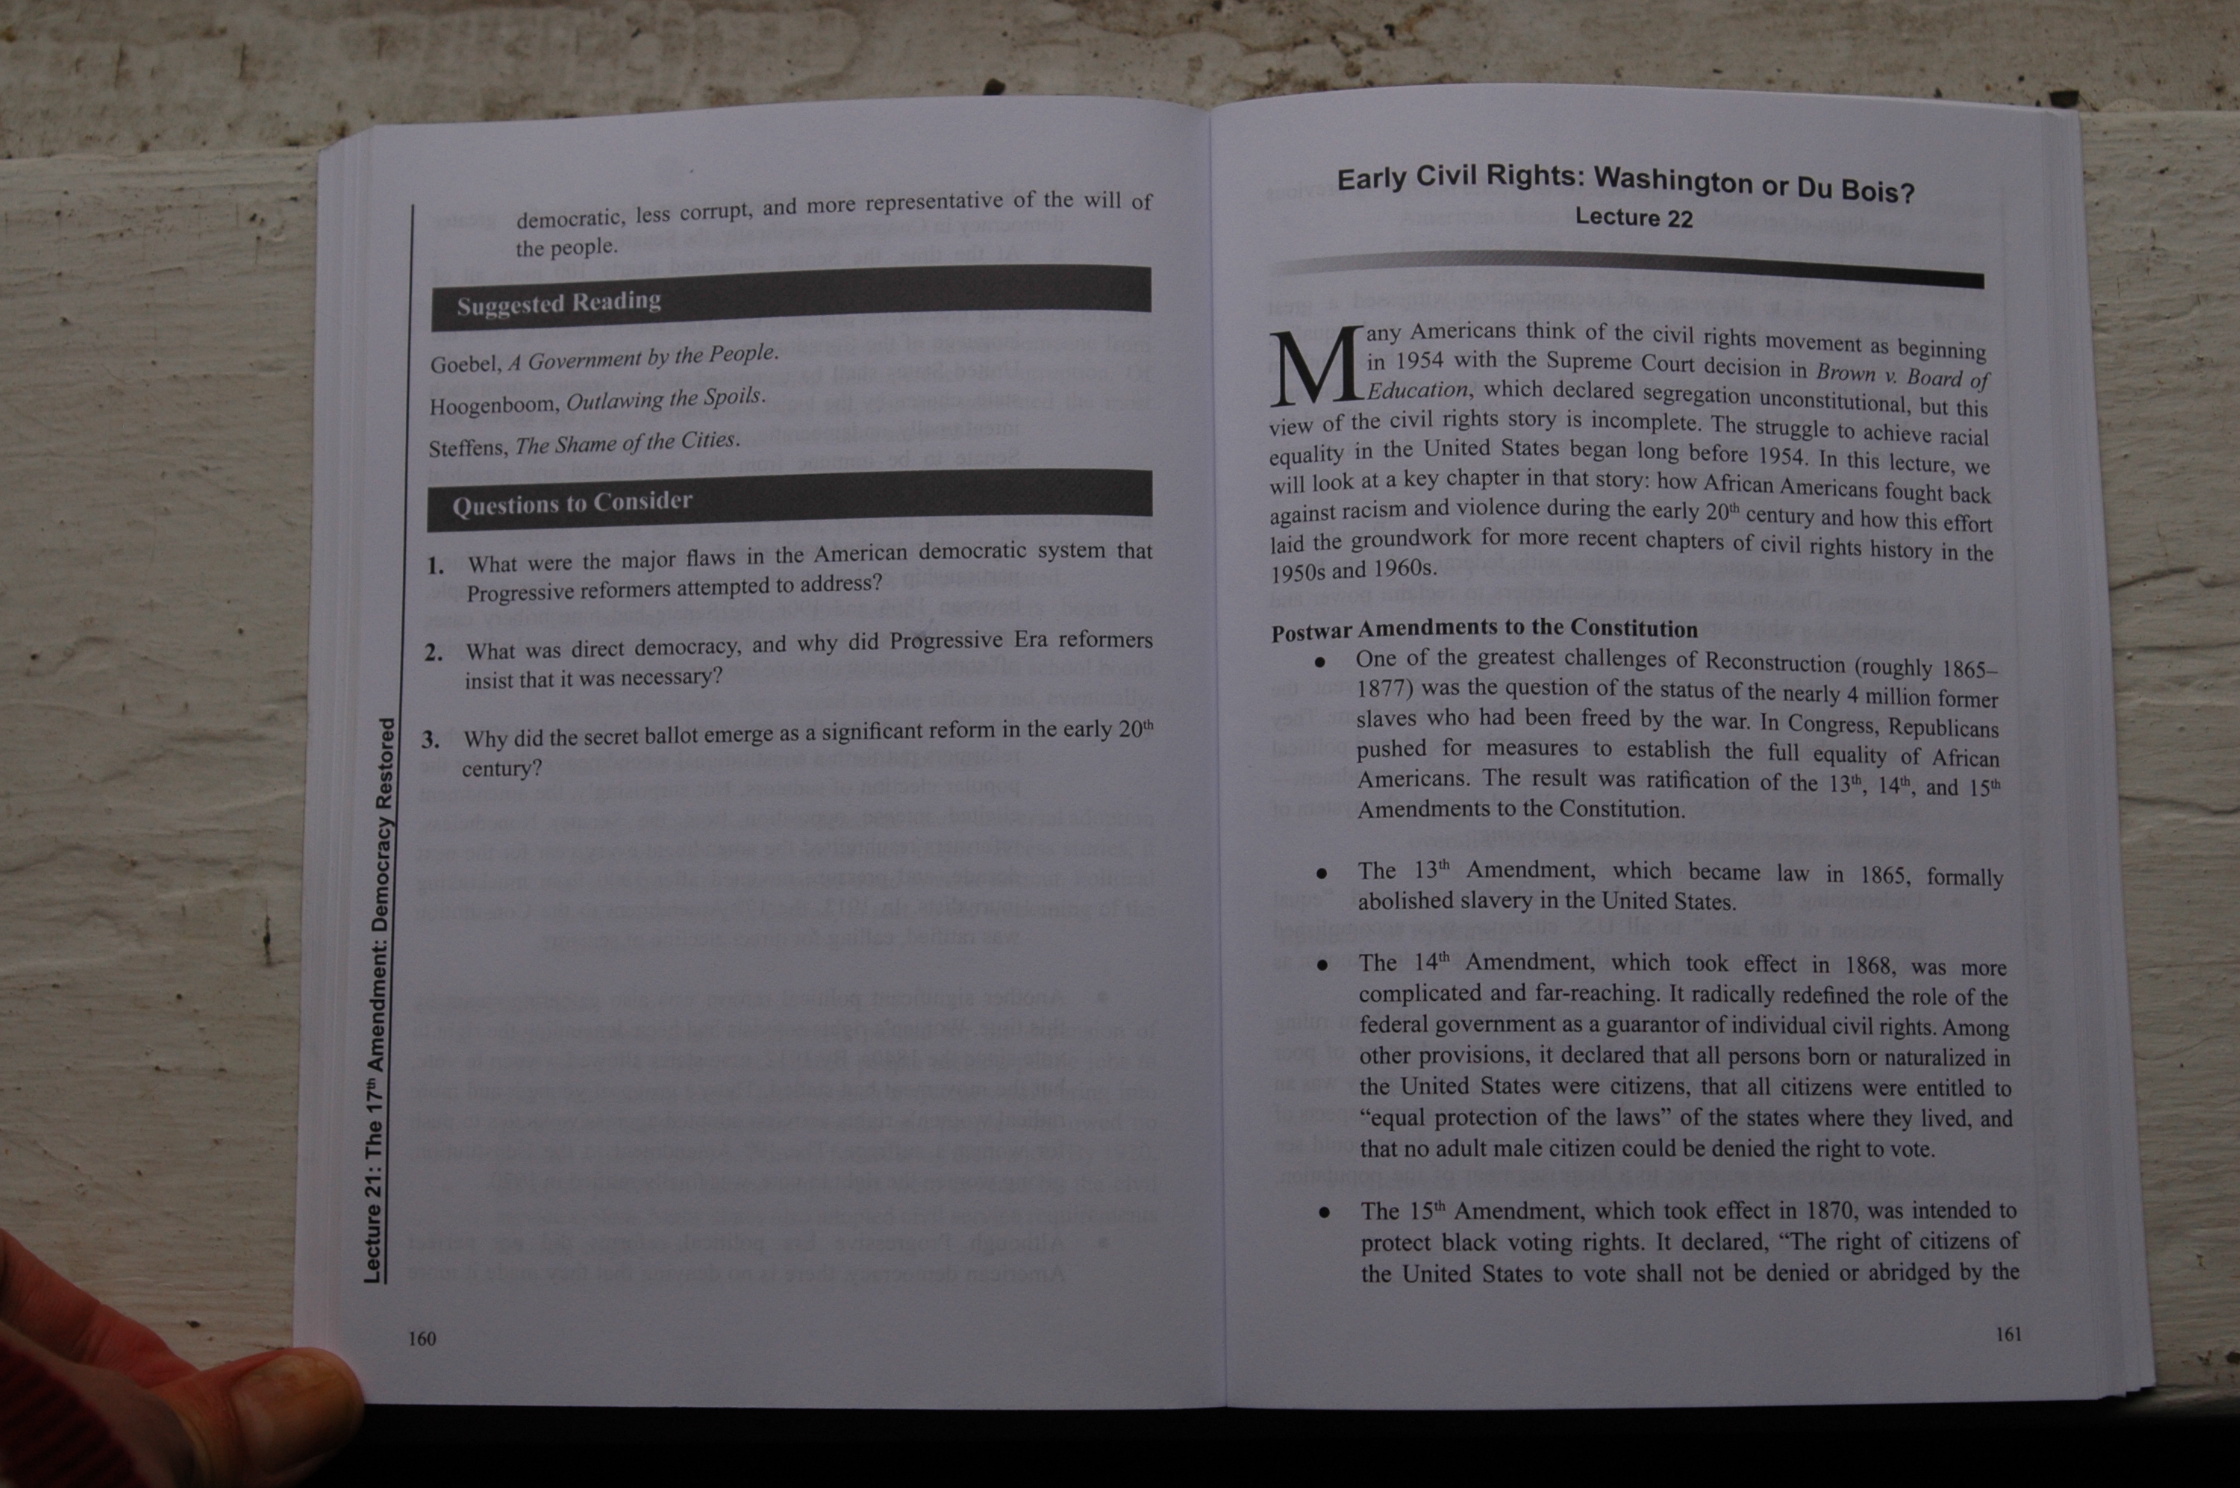 democratic, less corrupt, and more representative of the will of
the people.
Suggested Reading
Goebel, A Government by the People.
Hoogenboom, Outlawing the Spoils.
Steffens, The Shame of the Cities.
Questions to Consider
1. What were the major flaws in the American democratic system that
Progressive reformers attempted to address?
2. What was direct democracy, and why did Progressive Era reformers
insist that it was necessary?
3. Why did the secret ballot emerge as a significant reform in the early 20th
century?
Lecture 21: The 17th Amendment: Democracy Restored
160
Early Civil Rights: Washington or Du Bois?
Lecture 22
Many Americans think of the civil rights movement as beginning
in 1954 with the Supreme Court decision in Brown v. Board of
Education, which declared segregation unconstitutional, but this
view of the civil rights story is incomplete. The struggle to achieve racial
equality in the United States began long before 1954. In this lecture, we
will look at a key chapter in that story: how African Americans fought back
against racism and violence during the early 20th century and how this effort
laid the groundwork for more recent chapters of civil rights history in the
1950s and 1960s.
Postwar Amendments to the Constitution
• One of the greatest challenges of Reconstruction (roughly 1865–
1877) was the question of the status of the nearly 4 million former
slaves who had been freed by the war. In Congress, Republicans
pushed for measures to establish the full equality of African
Americans. The result was ratification of the 13th, 14th, and 15th
Amendments to the Constitution.
• The 13th Amendment, which became law in 1865, formally
abolished slavery in the United States.
• The 14th Amendment, which took effect in 1868, was more
complicated and far-reaching. It radically redefined the role of the
federal government as a guarantor of individual civil rights. Among
other provisions, it declared that all persons born or naturalized in
the United States were citizens, that all citizens were entitled to
“equal protection of the laws” of the states where they lived, and
that no adult male citizen could be denied the right to vote.
• The 15th Amendment, which took effect in 1870, was intended to
protect black voting rights. It declared, “The right of citizens of
the United States to vote shall not be denied or abridged by the
161